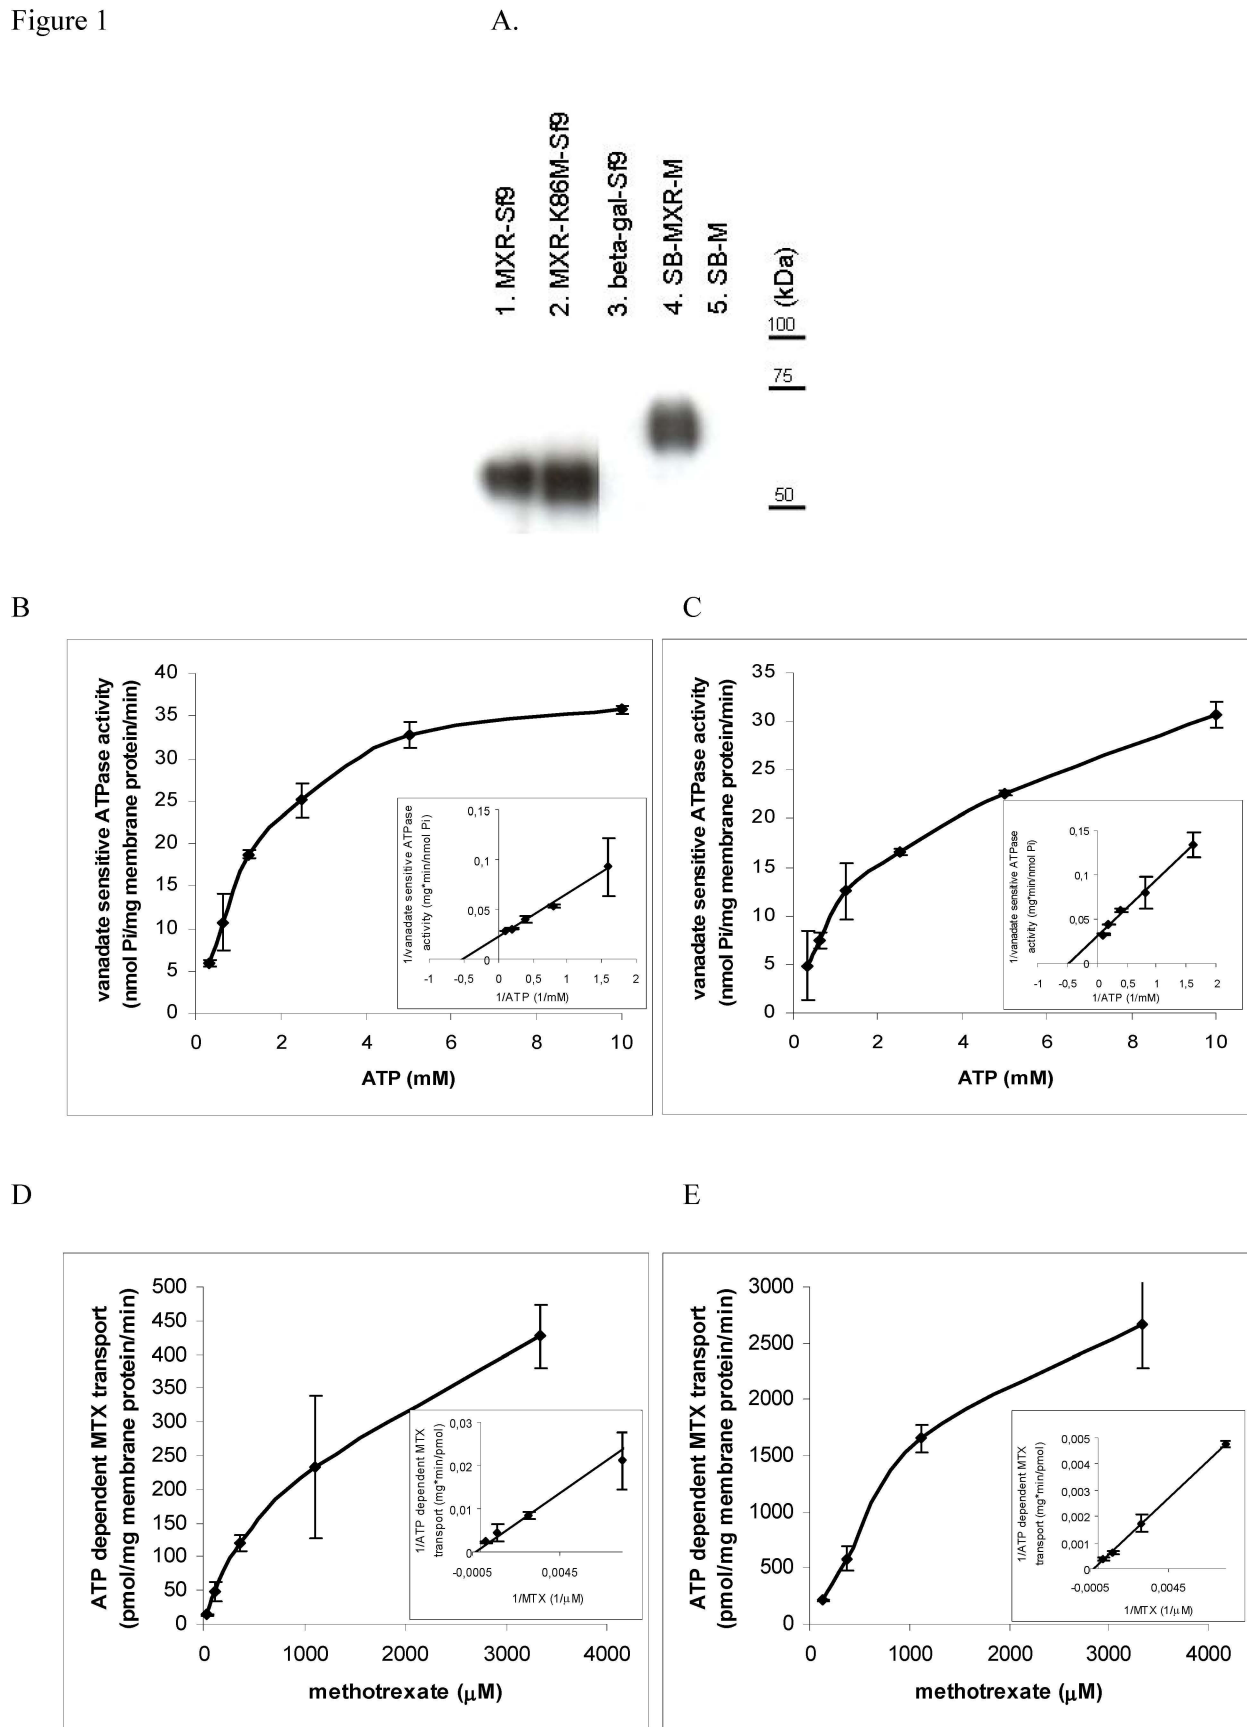 Figure 1
A.
1. MXR-Sf9
2. MXR-K86M-Sf9
3. beta-gal-Sf9
4. SB-MXR-M
5. SB-M
(kDa)
100
75
50
B
vanadate sensitive ATPase activity
(nmol Pi/mg membrane protein/min)
40
35
30
25
20
15
10
5
0
0 2 4 6 8 10
ATP (mM)
1/vanadate sensitive ATPase
activity (mg*min/nmol Pi)
0,15
0,1
0,05
0
-1 -0,5 0 0,5 1 1,5 2
1/ATP (1/mM)
C
vanadate sensitive ATPase activity
(nmol Pi/mg membrane protein/min)
35
30
25
20
15
10
5
0
0 2 4 6 8 10
ATP (mM)
1/vanadate sensitive ATPase
activity (mg*min/nmol Pi)
0,15
0,1
0,05
0
-1 -0,5 0 0,5 1 1,5 2
1/ATP (1/mM)
D
ATP dependent MTX transport
(pmol/mg membrane protein/min)
500
450
400
350
300
250
200
150
100
50
0
0 1000 2000 3000 4000
methotrexate (μM)
1/ATP dependent MTX
transport (mg*min/pmol)
0,03
0,02
0,01
0
-0,0005 0,0045
1/MTX (1/μM)
E
ATP dependent MTX transport
(pmol/mg membrane protein/min)
3000
2500
2000
1500
1000
500
0
0 1000 2000 3000 4000
methotrexate (μM)
1/ATP dependent MTX
transport (mg*min/pmol)
0,005
0,004
0,003
0,002
0,001
0
-0,0005 0,0045
1/MTX (1/μM)